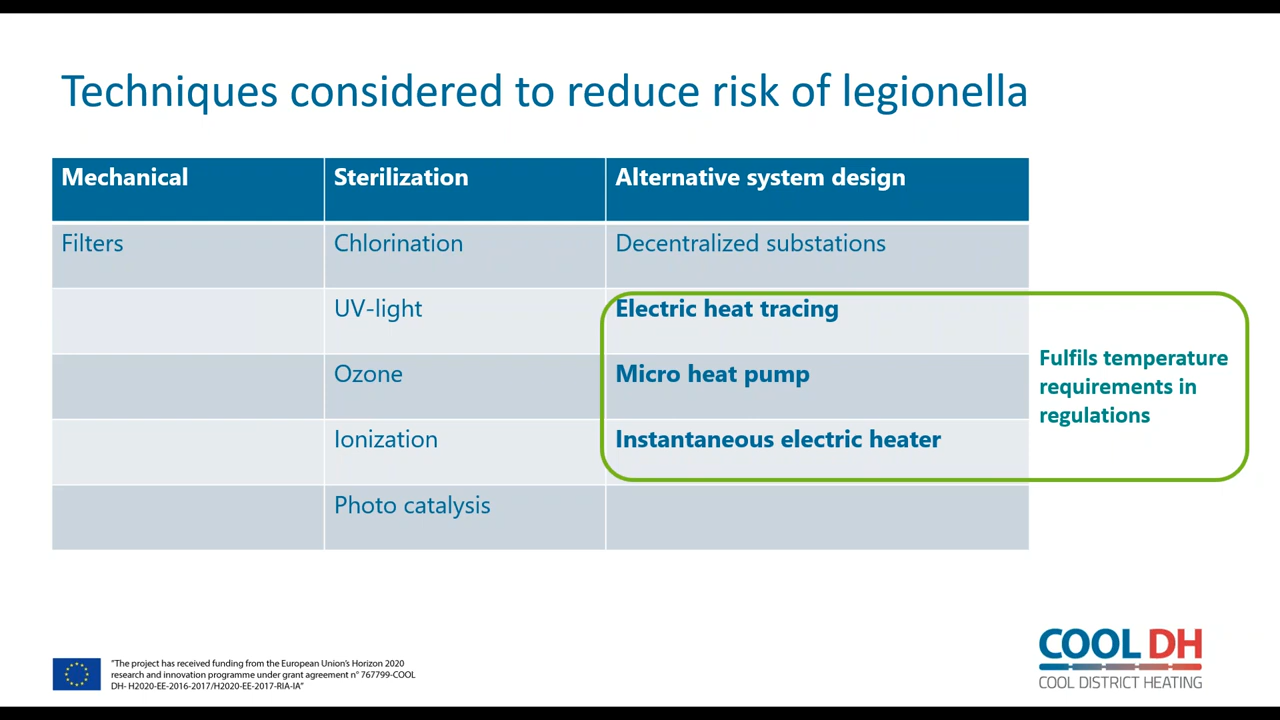 Techniques considered to reduce risk of legionella
Mechanical Sterilization Alternative system design
Filters Chlorination Decentralized substations
UV-light Electric heat tracing
Ozone Micro heat pump
Ionization Instantaneous electric heater
Photo catalysis
Fulfils temperature
requirements in
regulations
"The project has received funding from the European Union's Horizon 2020
research and innovation programme under grant agreement n° 767799-COOL
DH- H2020-EE-2016-2017/H2020-EE-2017-RIA-IA"
COOL DH
COOL DISTRICT HEATING